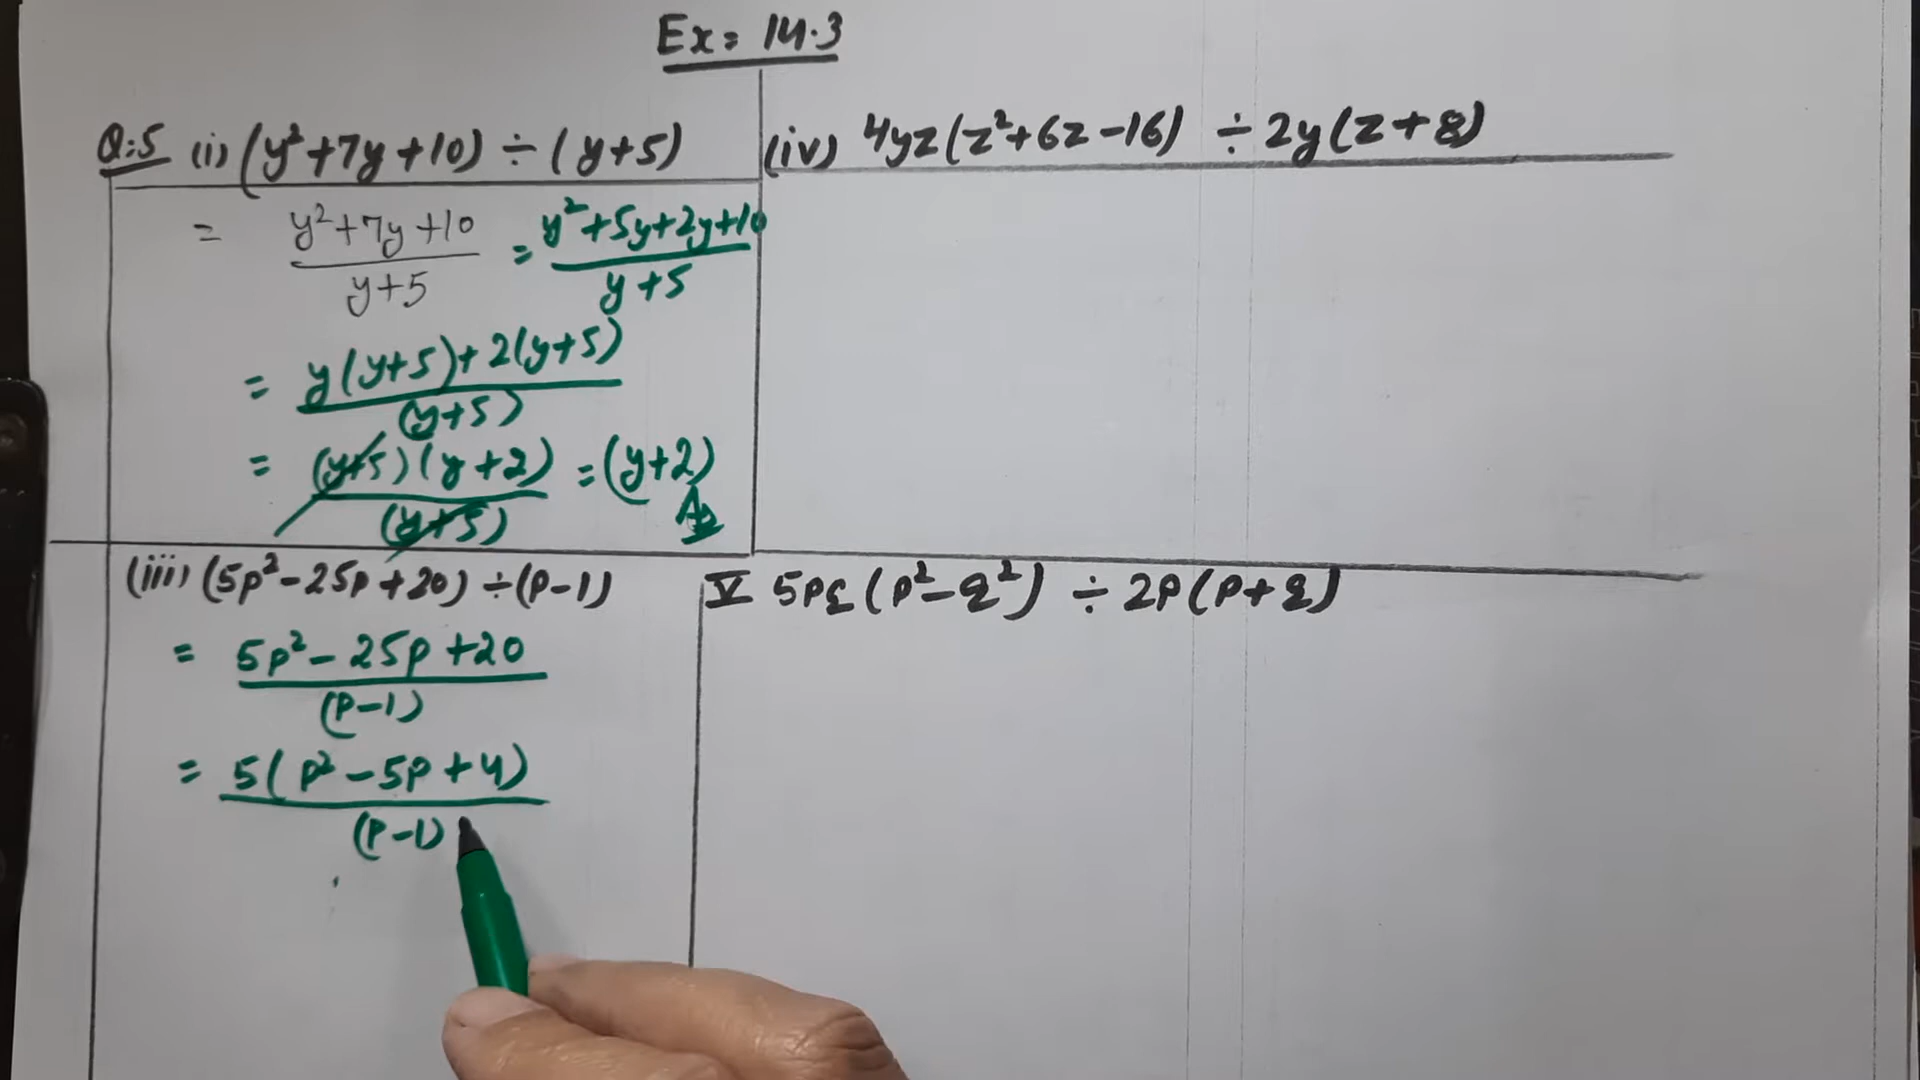 Ex= 14.3
Q:5 (i) (y²+7y+10) ÷ (y+5)
= y²+7y+10 / y+5 = y²+5y+2y+10 / y+5
= y(y+5)+2(y+5) / (y+5)
= (y+5)(y+2) / (y+5) = (y+2)
(iii) (5p²-25p+20) ÷ (p-1)
= 5p²-25p+20 / (p-1)
= 5(p²-5p+4) / (p-1)
(iv) 4yz(z²+6z-16) ÷ 2y(z+8)
V 5pq(p²-q²) ÷ 2p(p+q)